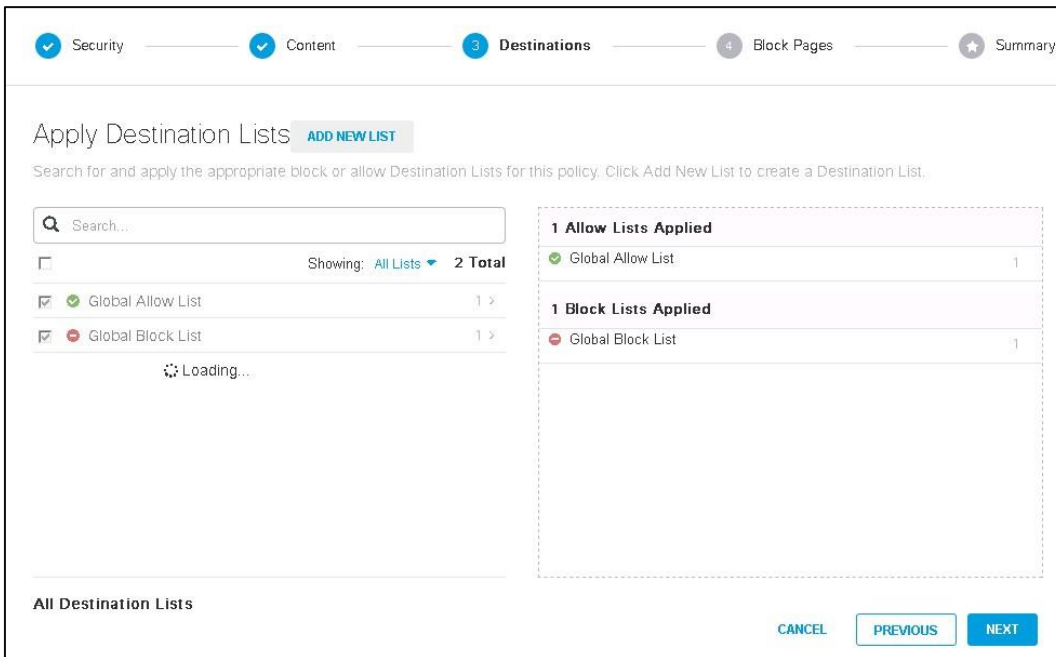 Security
Content
3 Destinations
4 Block Pages
Summary
Apply Destination Lists ADD NEW LIST
Search for and apply the appropriate block or allow Destination Lists for this policy. Click Add New List to create a Destination List.
Search...
Showing: All Lists 2 Total
Global Allow List 1 >
Global Block List 1 >
Loading...
1 Allow Lists Applied
Global Allow List 1
1 Block Lists Applied
Global Block List 1
All Destination Lists
CANCEL PREVIOUS NEXT